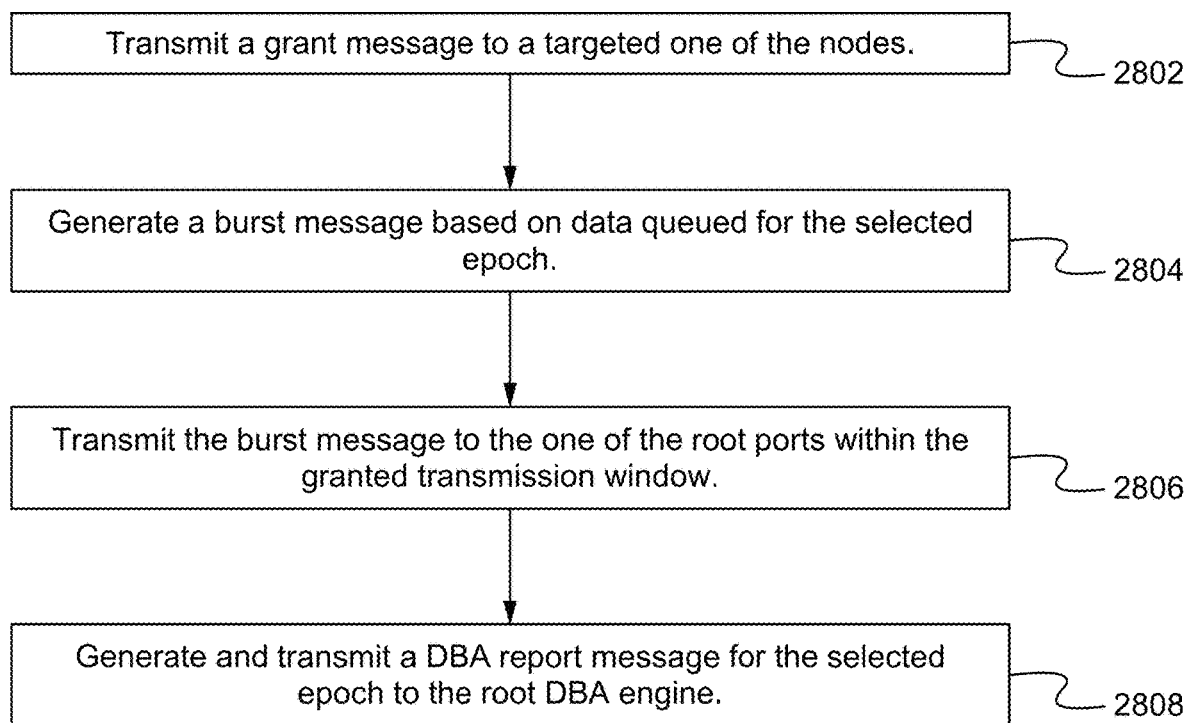 Transmit a grant message to a targeted one of the nodes.
2802
Generate a burst message based on data queued for the selected
epoch.
2804
Transmit the burst message to the one of the root ports within the
granted transmission window.
2806
Generate and transmit a DBA report message for the selected
epoch to the root DBA engine.
2808